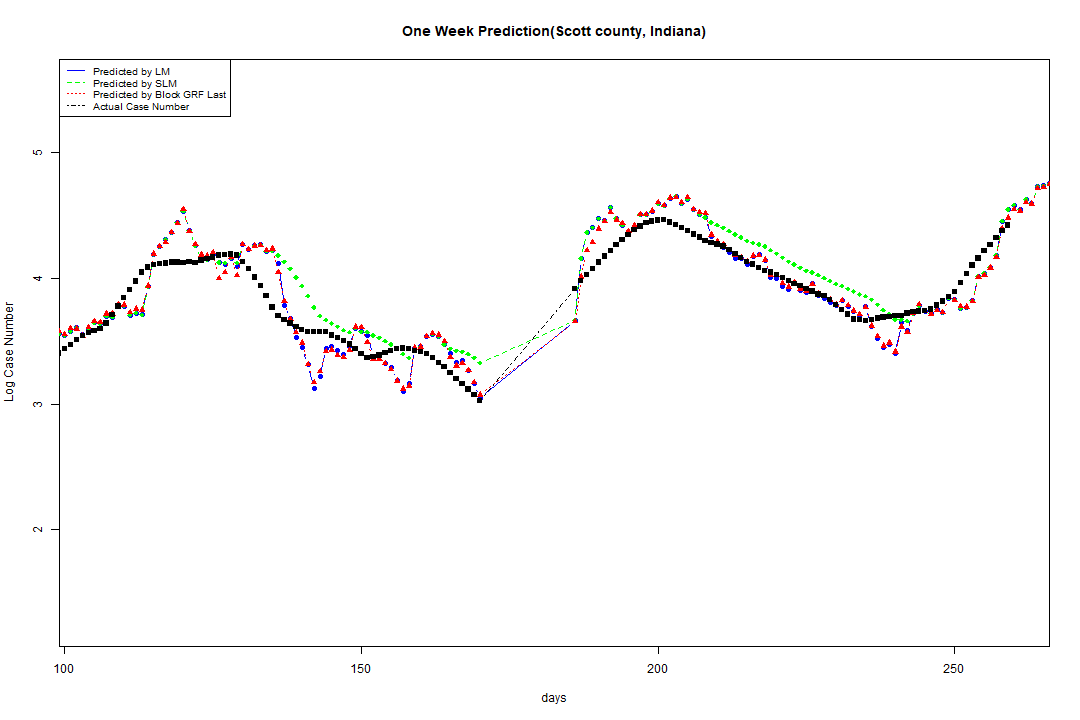 One Week Prediction(Scott county, Indiana)
Predicted by LM
Predicted by SLM
Predicted by Block GRF Last
Actual Case Number
5
4
3
2
Log Case Number
100 150 200 250
days